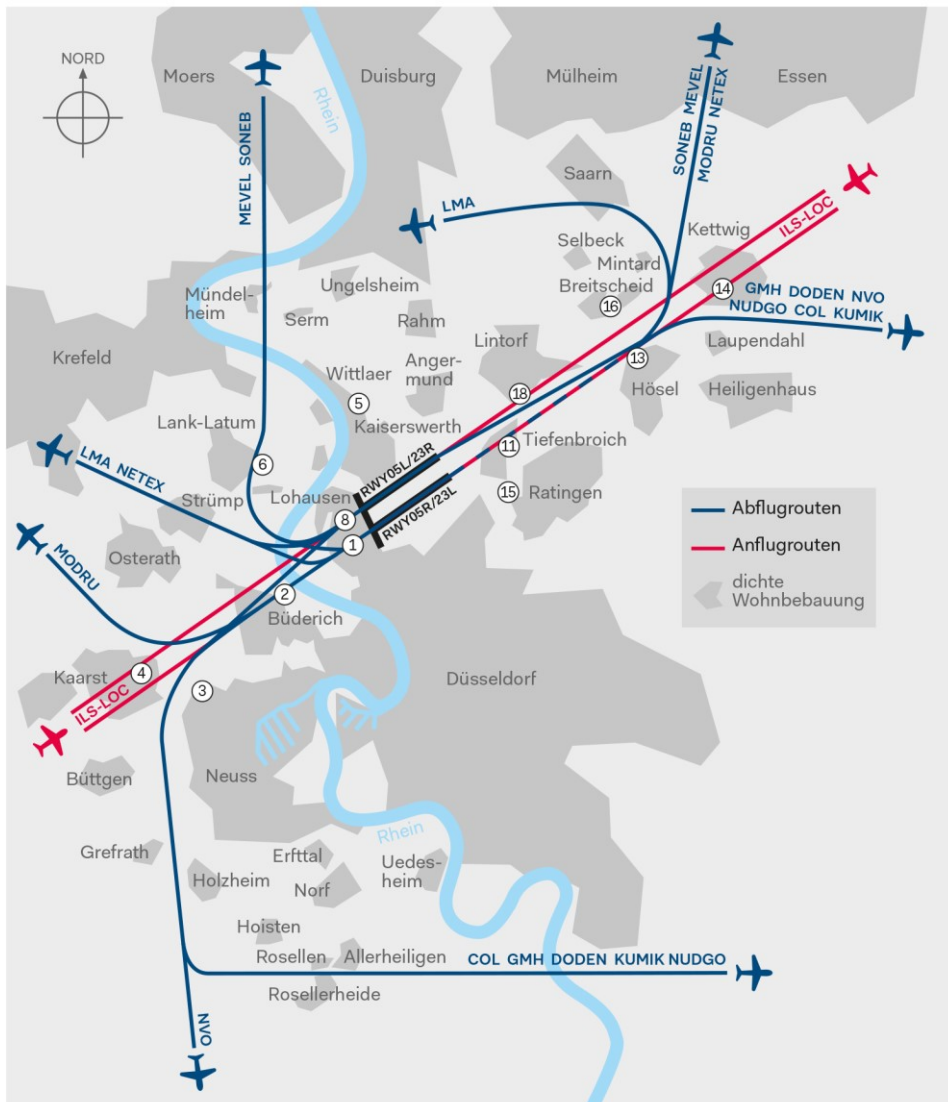 NORD
Moers
Duisburg
Mülheim
Essen
Rhein
MEVEL SONEB
SONEB MEVEL
MODRU NETEX
LMA
Saarn
Kettwig
ILS-LOC
Selbeck
Mintard
Breitscheid
14
GMH DODEN NVO
NUDGO COL KUMIK
16
Mündel-
heim
Ungelsheim
Serm
Rahm
Lintorf
Laupendahl
13
Krefeld
Anger-
mund
Wittlaer
5
18
Hösel
Heiligenhaus
Lank-Latum
Kaiserswerth
11
Tiefenbroich
LMA NETEX
6
RWY05L/23R
Strümp
Lohausen
15
Ratingen
8
RWY05R/23L
1
Abflugrouten
Anflugrouten
dichte
Wohnbebauung
Osterath
MODRU
2
Büderich
Kaarst
4
3
Düsseldorf
ILS-LOC
Büttgen
Neuss
Rhein
Grefrath
Erfttal
Uedes-
heim
Holzheim
Norf
Hoisten
Rosellen
Allerheiligen
COL GMH DODEN KUMIK NUDGO
Rosellerheide
NVO